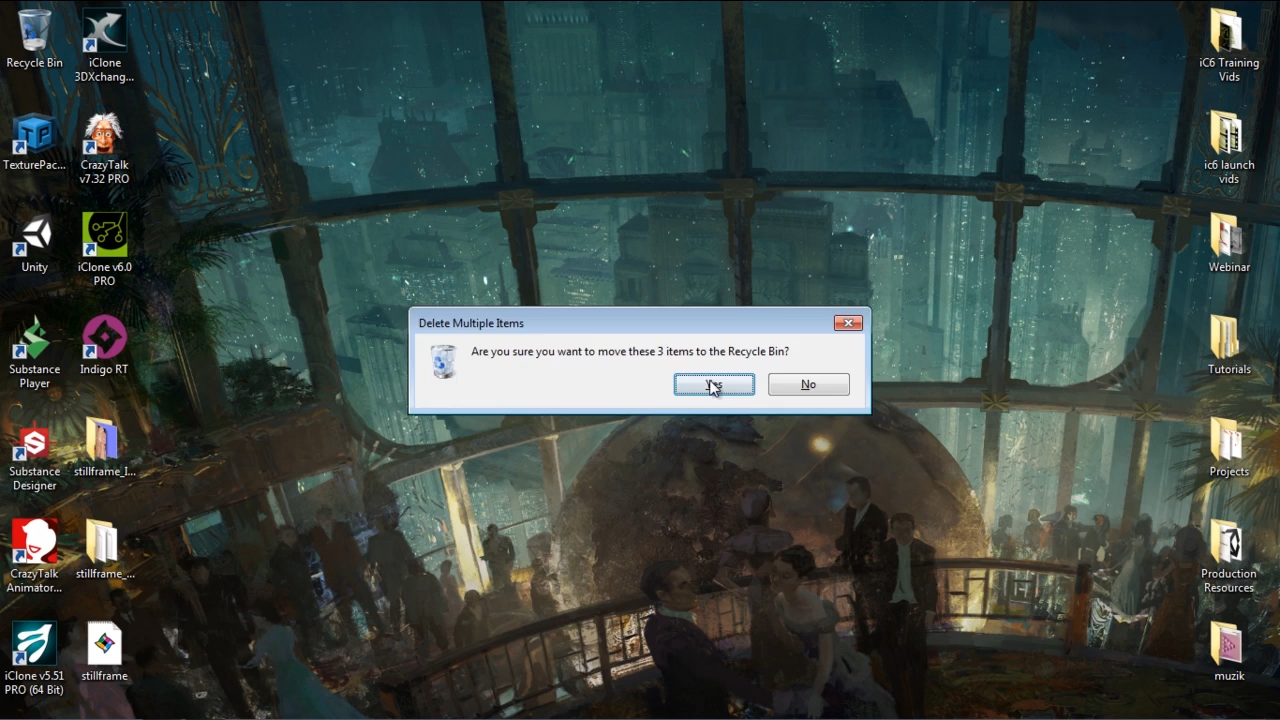 Recycle Bin
iClone
3DXchang...
TexturePac...
CrazyTalk
v7.32 PRO
Unity
iClone v6.0
PRO
Substance
Player
Indigo RT
Substance
Designer
stillframe_I...
CrazyTalk
Animator...
stillframe_...
iClone v5.51
PRO (64 Bit)
stillframe
Delete Multiple Items
Are you sure you want to move these 3 items to the Recycle Bin?
Yes
No
iC6 Training
Vids
ic6 launch
vids
Webinar
Tutorials
Projects
Production
Resources
muzik